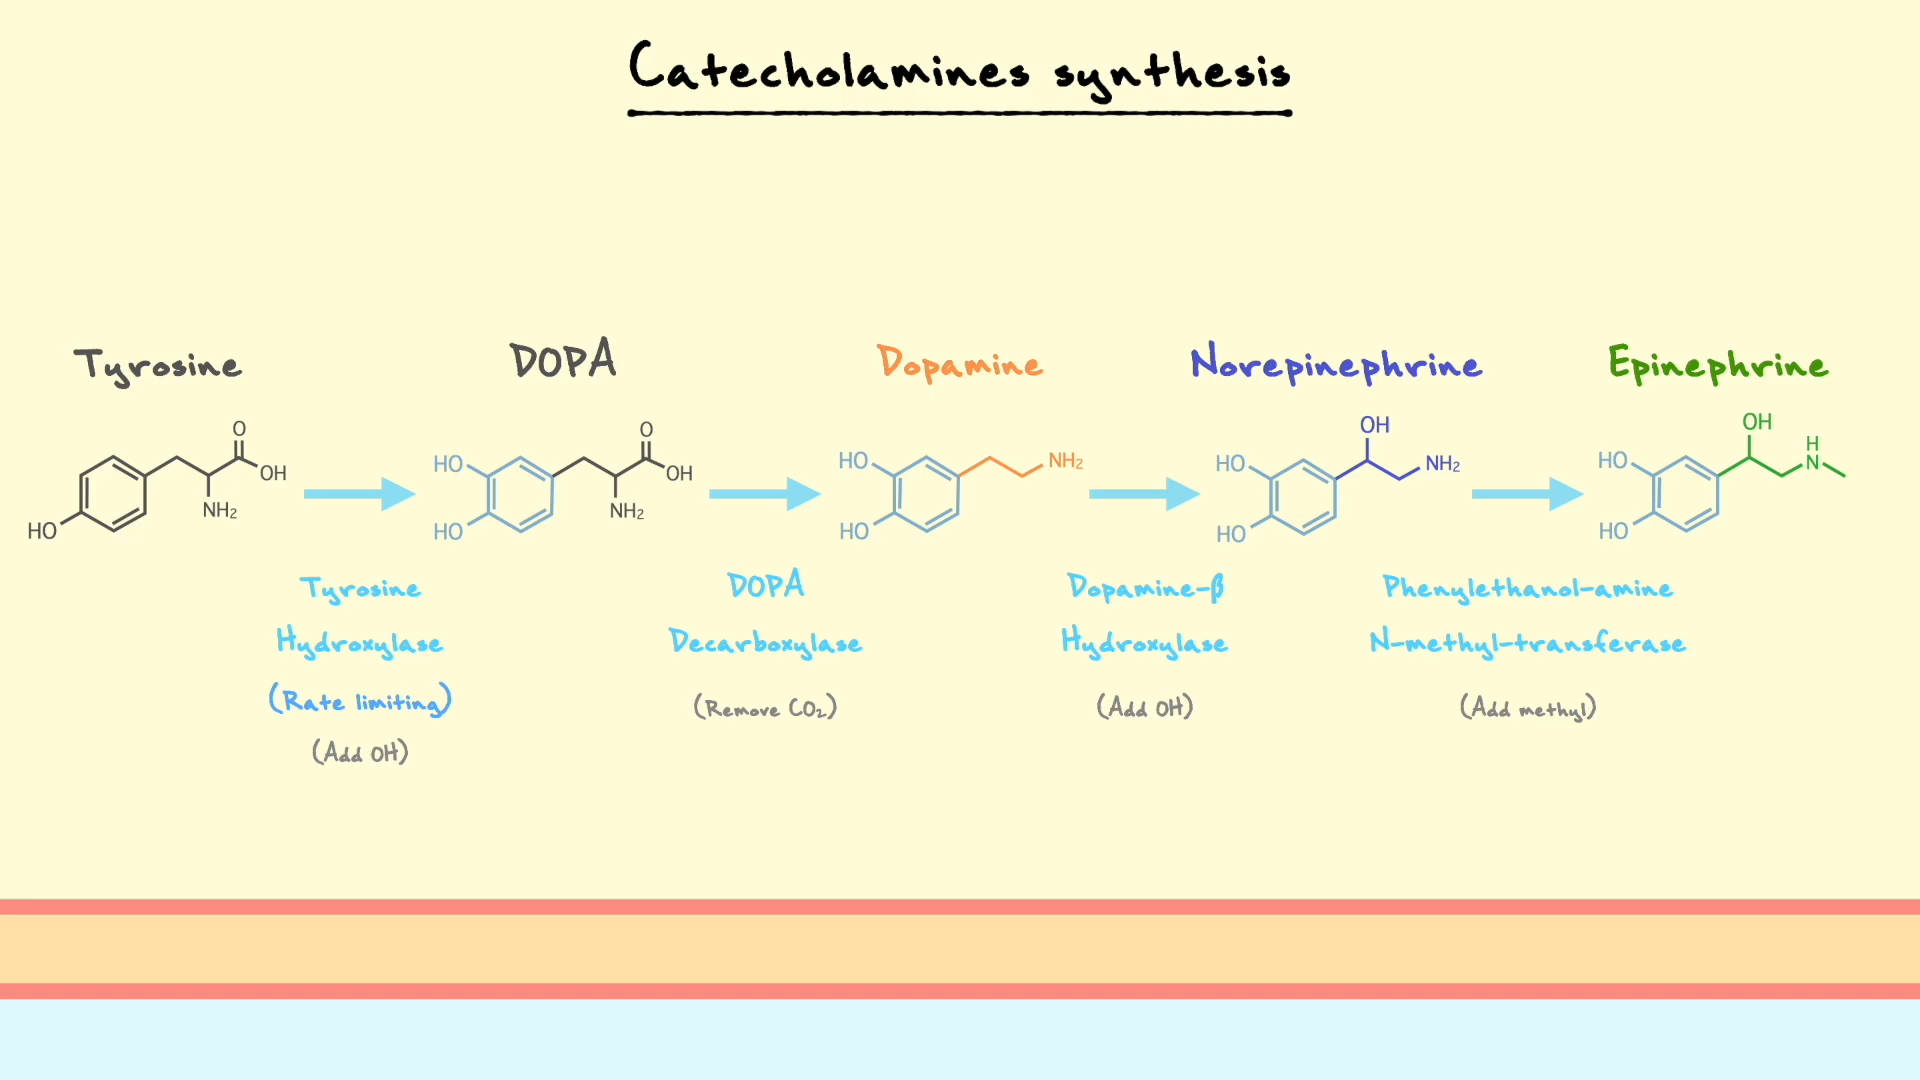 Catecholamines synthesis
Tyrosine
DOPA
Dopamine
Norepinephrine
Epinephrine
O
OH
NH₂
HO
HO
HO
O
OH
NH₂
HO
HO
NH₂
OH
HO
HO
NH₂
OH
HO
HO
H
N
Tyrosine
Hydroxylase
(Rate limiting)
(Add OH)
DOPA
Decarboxylase
(Remove CO₂)
Dopamine-β
Hydroxylase
(Add OH)
Phenylethanol-amine
N-methyl-transferase
(Add methyl)